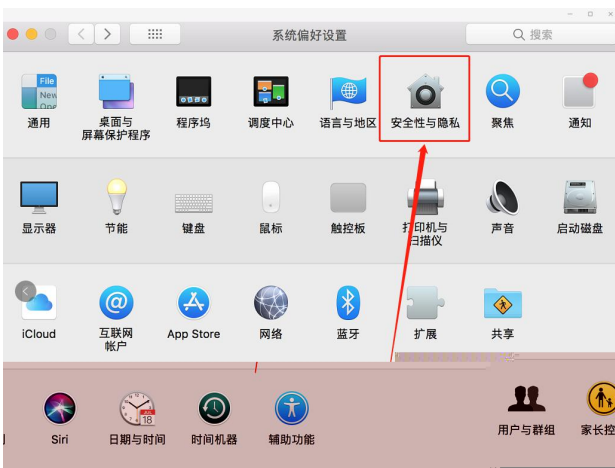 系统偏好设置
搜索
File
New
通用
桌面与
屏幕保护程序
程序坞
调度中心
语言与地区
安全性与隐私
聚焦
通知
显示器
节能
键盘
鼠标
触控板
打印机与
扫描仪
声音
启动磁盘
iCloud
互联网
帐户
App Store
网络
蓝牙
扩展
共享
Siri
18
日期与时间
时间机器
辅助功能
用户与群组
家长控